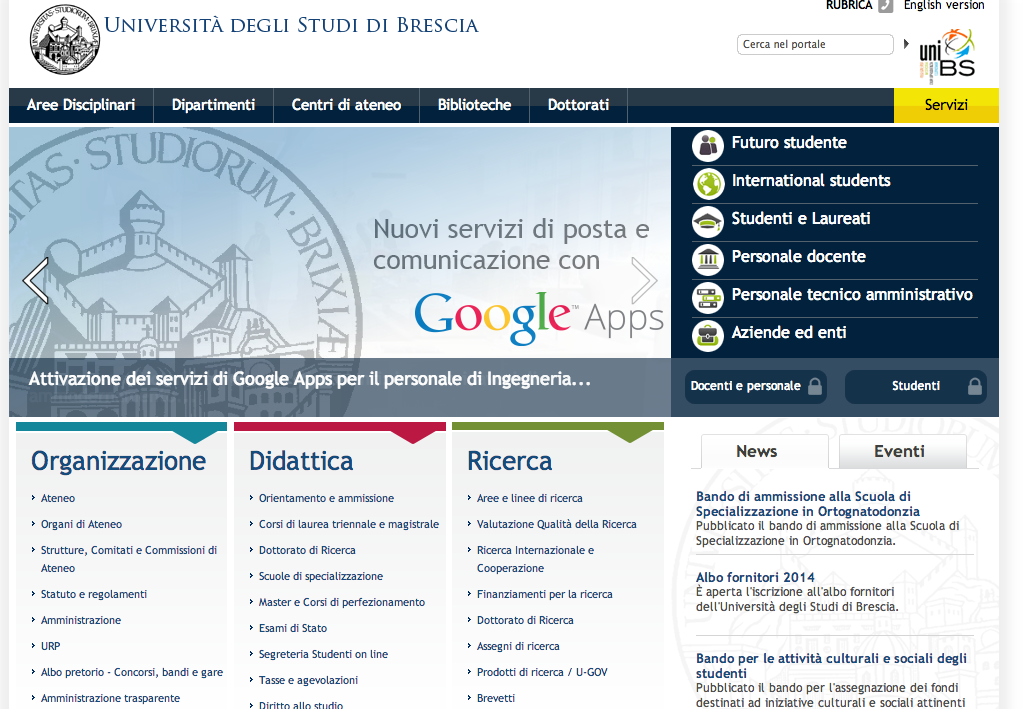 RUBRICA English version
UNIVERSITÀ DEGLI STUDI DI BRESCIA
Cerca nel portale
uni
BS
Aree Disciplinari
Dipartimenti
Centri di ateneo
Biblioteche
Dottorati
Servizi
STUDIORUM BRIXIAE
Nuovi servizi di posta e
comunicazione con
Google™ Apps
Attivazione dei servizi di Google Apps per il personale di Ingegneria...
Futuro studente
International students
Studenti e Laureati
Personale docente
Personale tecnico amministrativo
Aziende ed enti
Docenti e personale
Studenti
Organizzazione
Ateneo
Organi di Ateneo
Strutture, Comitati e Commissioni di
Ateneo
Statuto e regolamenti
Amministrazione
URP
Albo pretorio - Concorsi, bandi e gare
Amministrazione trasparente
Didattica
Orientamento e ammissione
Corsi di laurea triennale e magistrale
Dottorato di Ricerca
Scuole di specializzazione
Master e Corsi di perfezionamento
Esami di Stato
Segreteria Studenti on line
Tasse e agevolazioni
Diritto allo studio
Ricerca
Aree e linee di ricerca
Valutazione Qualità della Ricerca
Ricerca Internazionale e
Cooperazione
Finanziamenti per la ricerca
Dottorato di Ricerca
Assegni di ricerca
Prodotti di ricerca / U-GOV
Brevetti
News
Eventi
Bando di ammissione alla Scuola di
Specializzazione in Ortognatodonzia
Pubblicato il bando di ammissione alla Scuola di
Specializzazione in Ortognatodonzia.
Albo fornitori 2014
È aperta l'iscrizione all'albo fornitori
dell'Università degli Studi di Brescia.
Bando per le attività culturali e sociali degli
studenti
Pubblicato il bando per l'assegnazione dei fondi
destinati ad iniziative culturali e sociali attinenti